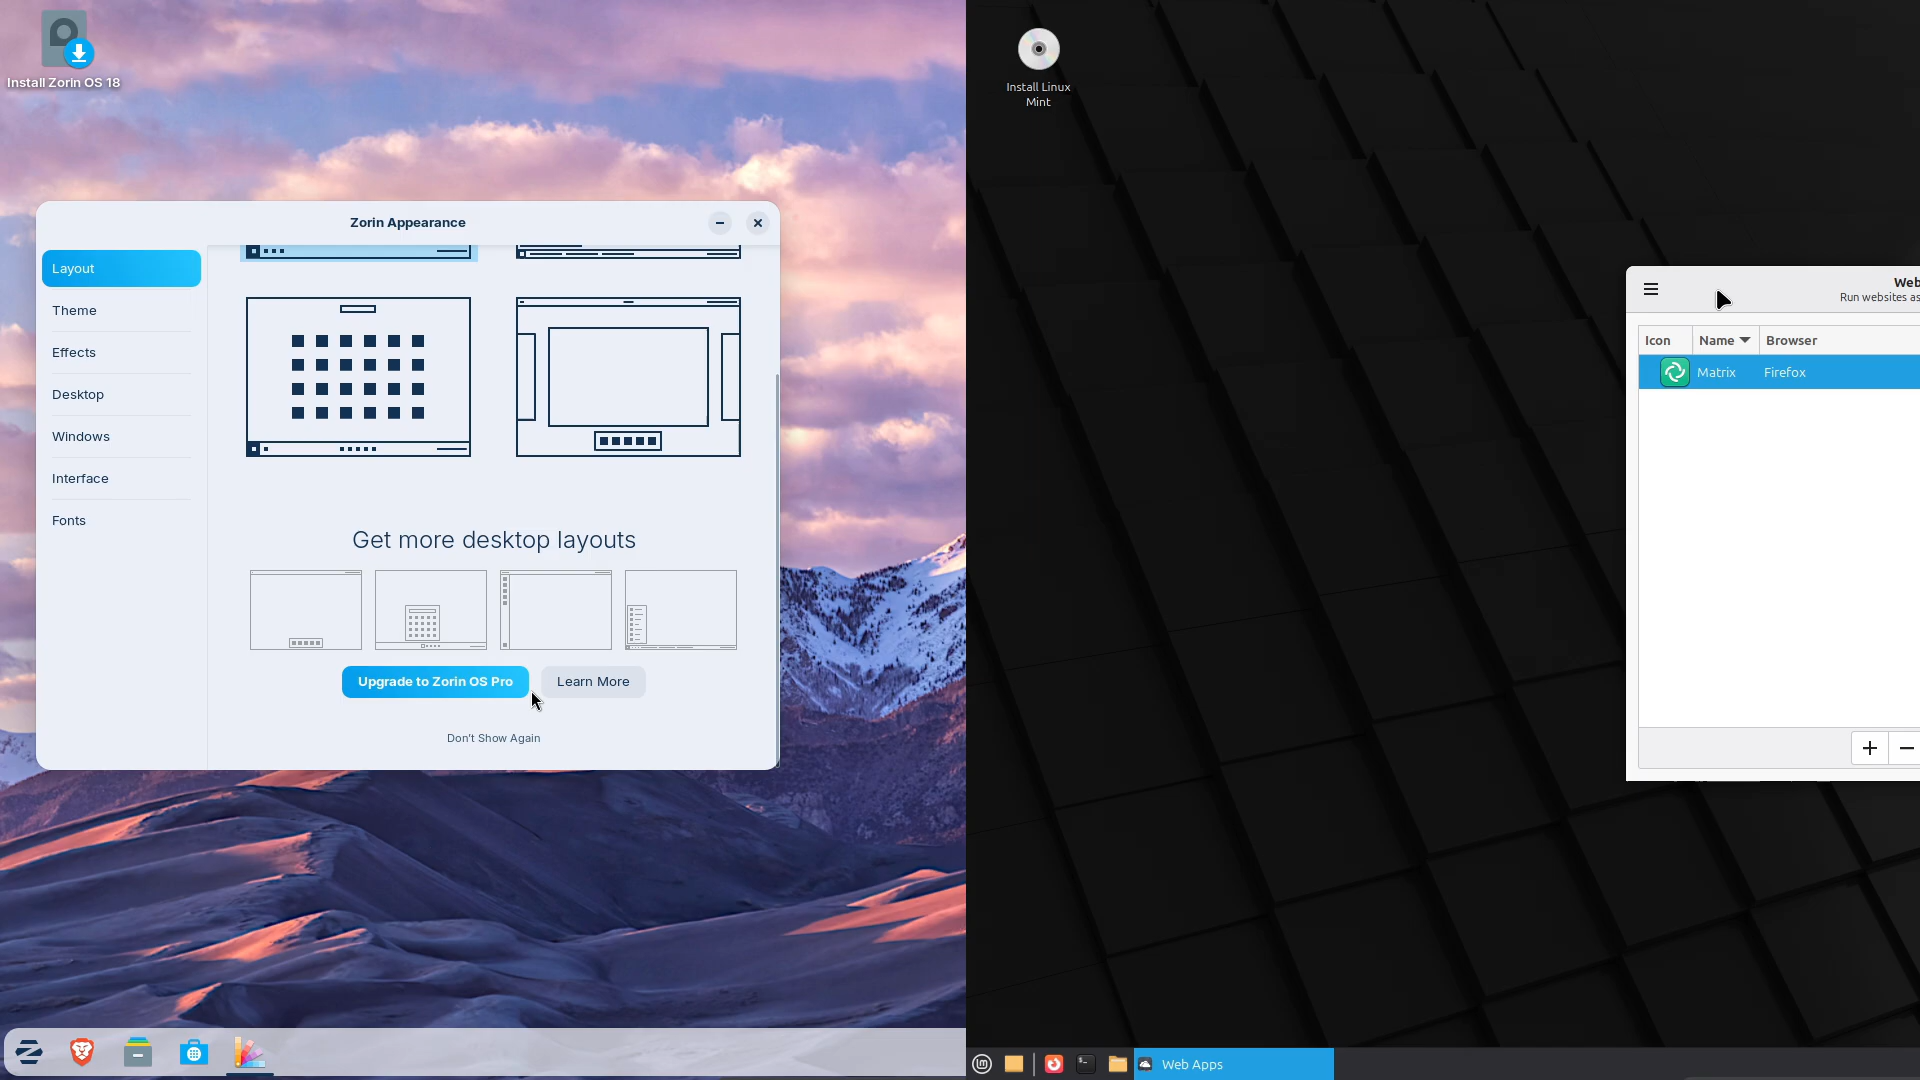 Install Zorin OS 18
Zorin Appearance
Layout
Theme
Effects
Desktop
Windows
Interface
Fonts
Get more desktop layouts
Upgrade to Zorin OS Pro
Learn More
Don't Show Again
Install Linux
Mint
Web
Run websites as
Icon
Name
Browser
Matrix
Firefox
Web Apps